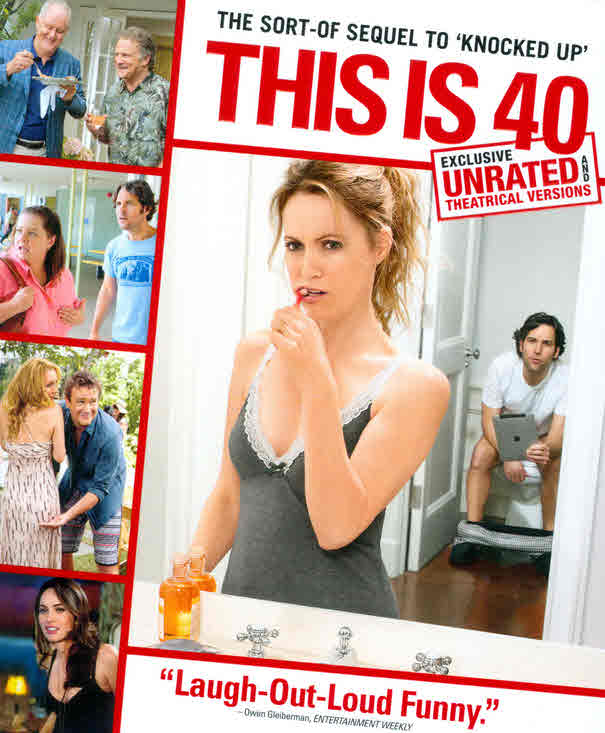 THE SORT-OF SEQUEL TO 'KNOCKED UP'
THIS IS 40
EXCLUSIVE
UNRATED AND
THEATRICAL VERSIONS
“Laugh-Out-Loud Funny.”
– Owen Gleiberman, ENTERTAINMENT WEEKLY